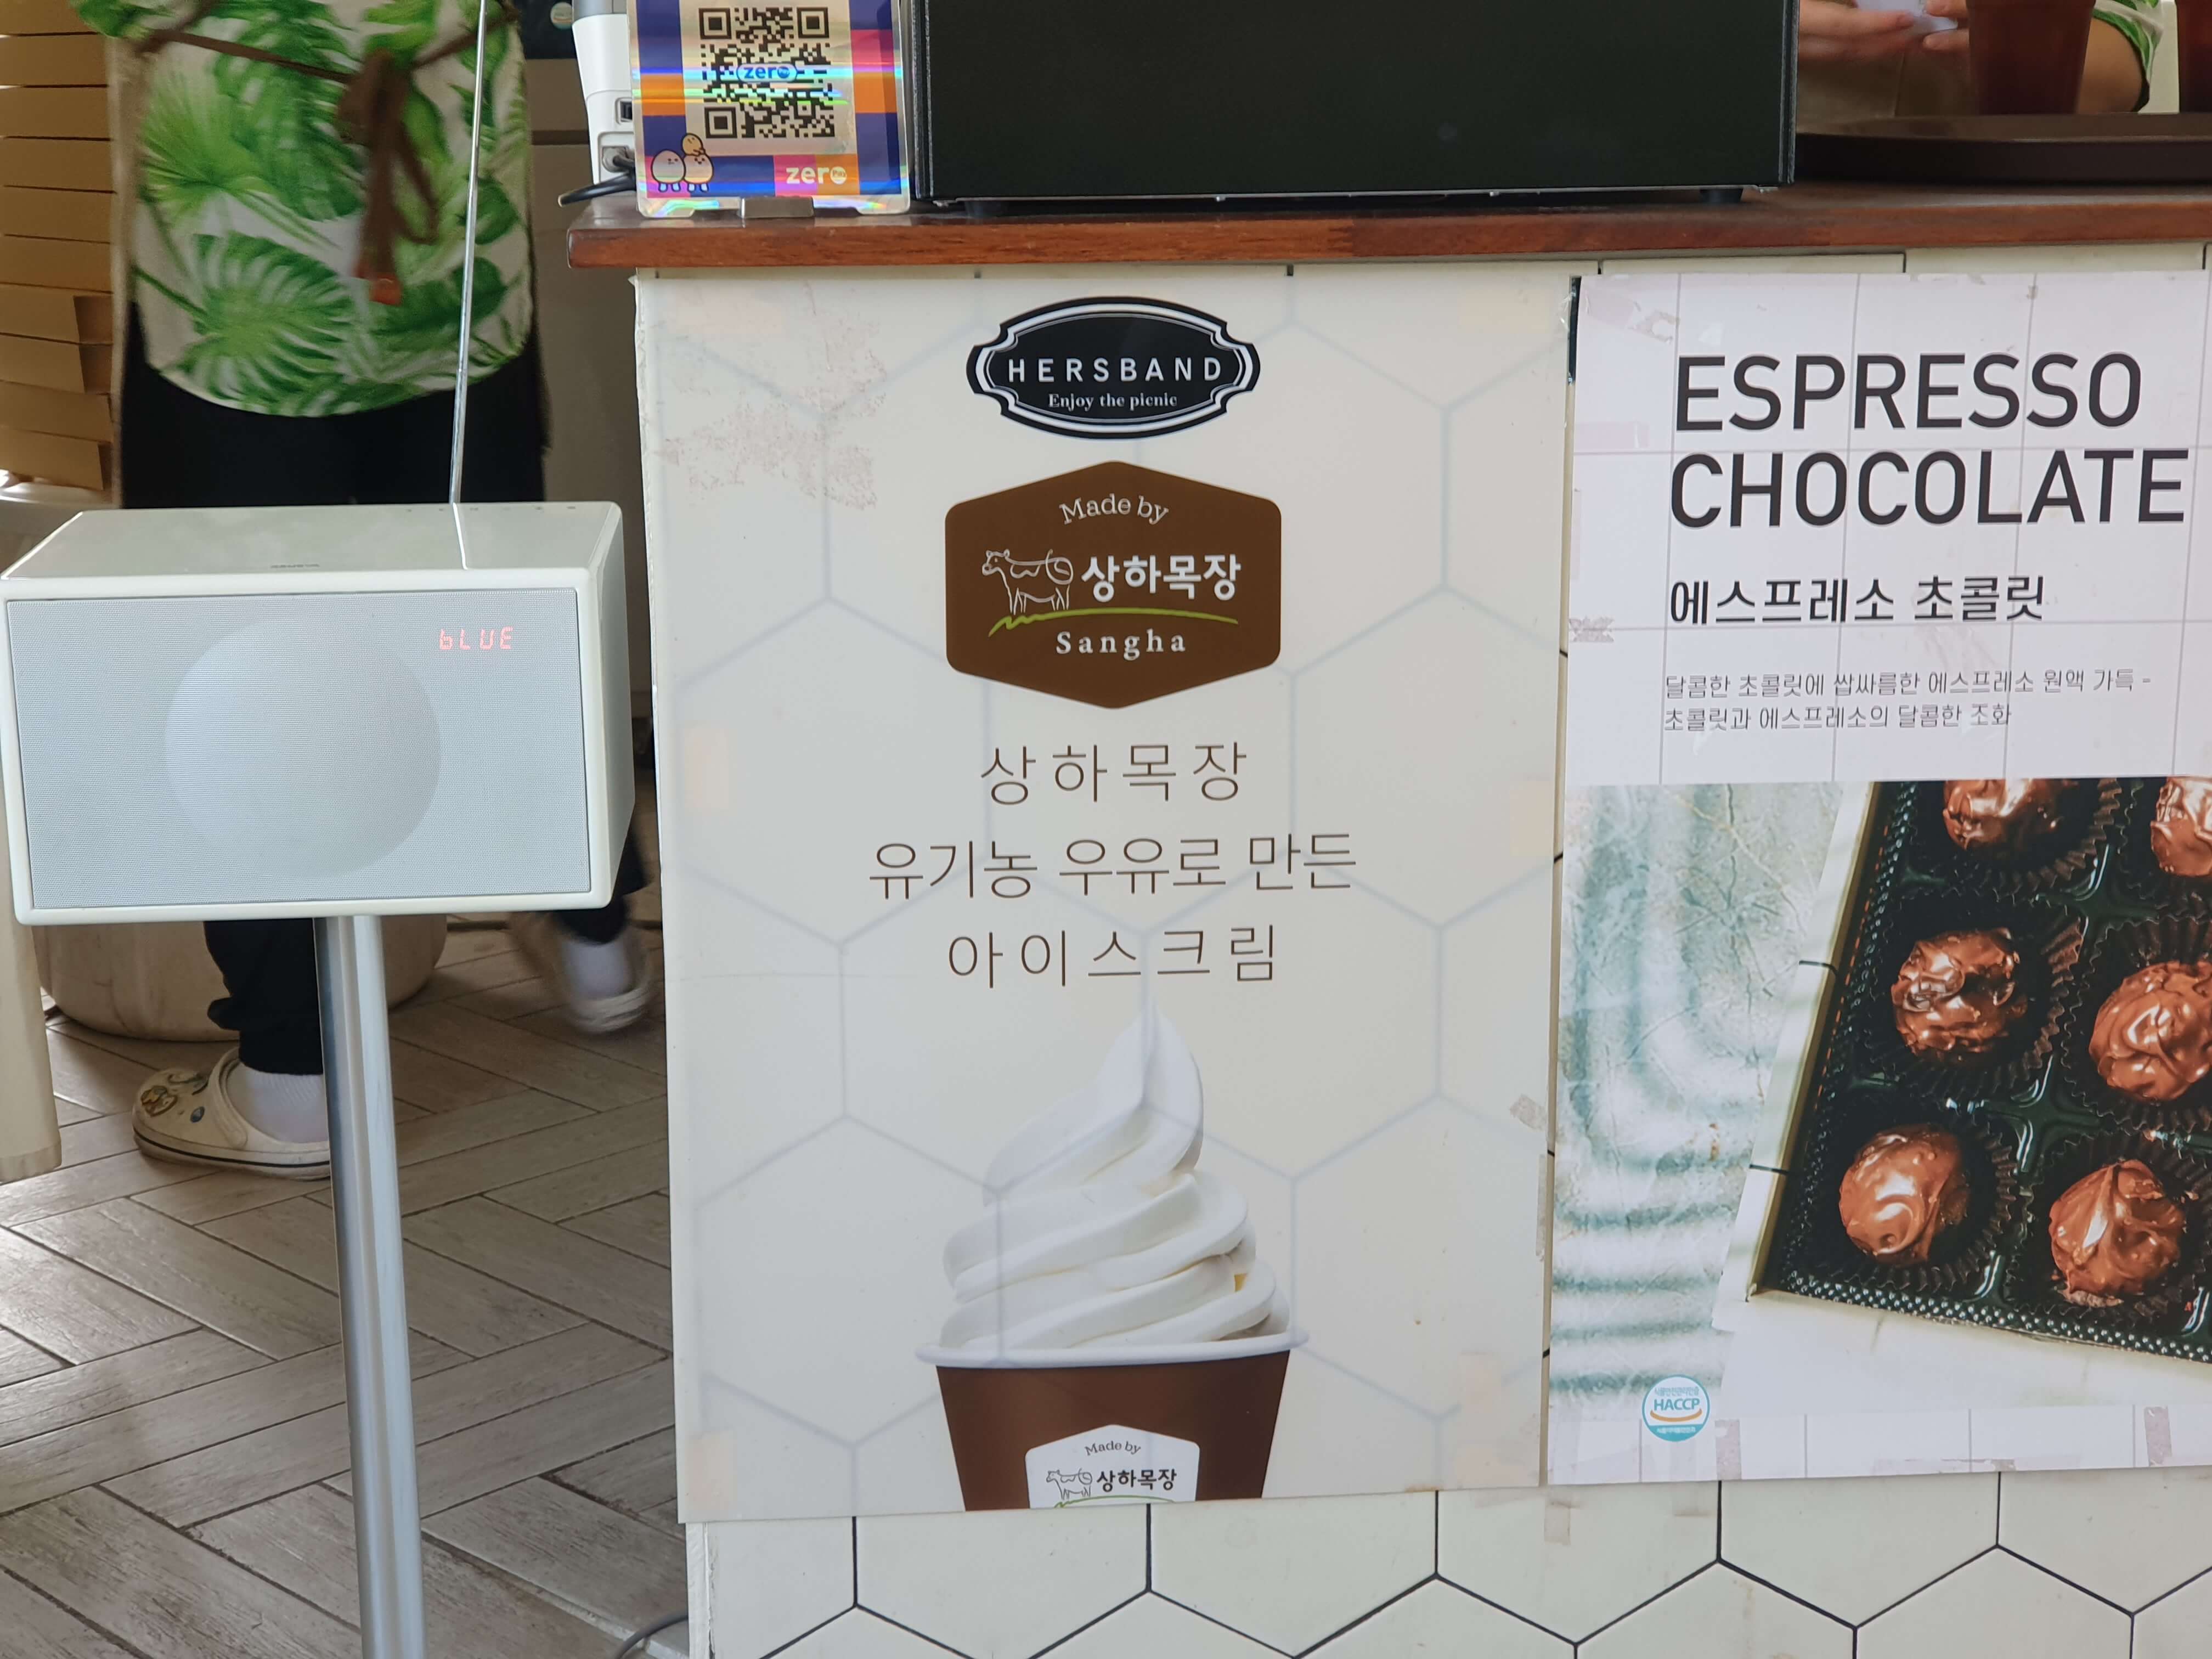 zero
zero Pay
bLUE
HERSBAND
Enjoy the picnic
Made by
상하목장
Sangha
상하목장
유기농 우유로 만든
아이스크림
Made by
상하목장
ESPRESSO
CHOCOLATE
에스프레소 초콜릿
달콤한 초콜릿에 쌉싸름한 에스프레소 원액 가득 -
초콜릿과 에스프레소의 달콤한 조화
HACCP